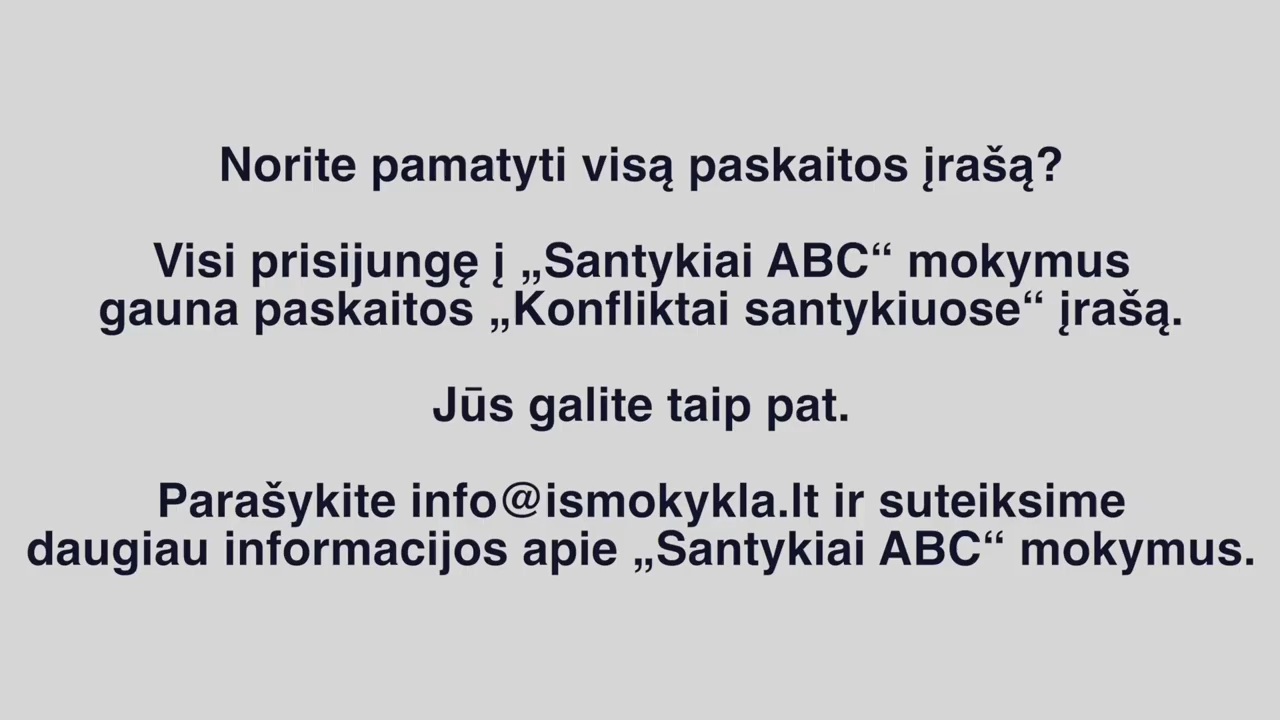 Norite pamatyti visą paskaitos įrašą?
Visi prisijungę į „Santykiai ABC“ mokymus
gauna paskaitos „Konfliktai santykiuose“ įrašą.
Jūs galite taip pat.
Parašykite info@ismokykla.lt ir suteiksime
daugiau informacijos apie „Santykiai ABC“ mokymus.